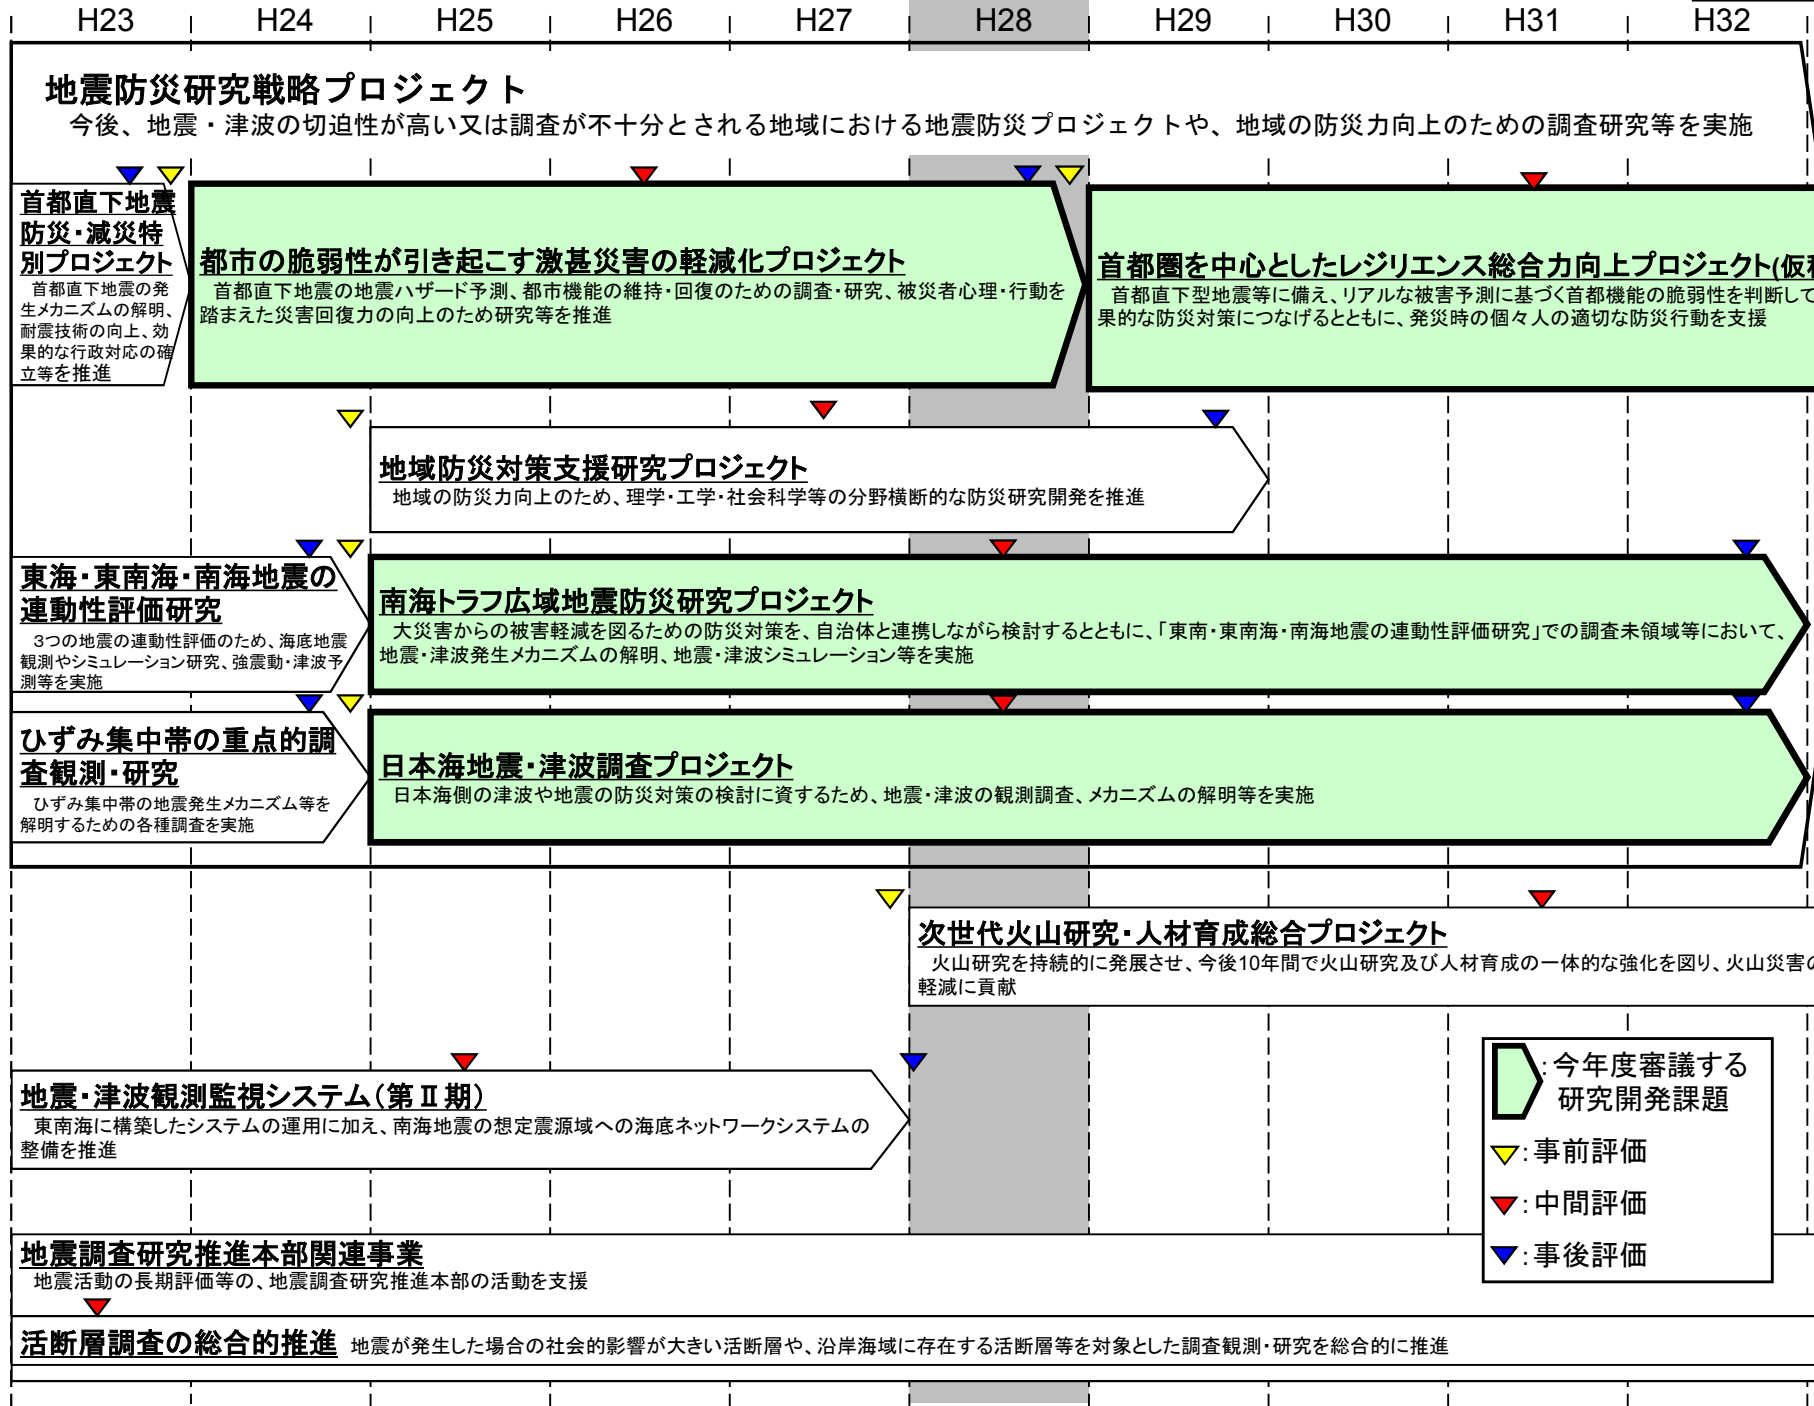 H23 H24 H25 H26 H27 H28 H29 H30 H31 H32
地震防災研究戦略プロジェクト
今後、地震・津波の切迫性が高い又は調査が不十分とされる地域における地震防災プロジェクトや、地域の防災力向上のための調査研究等を実施
首都直下地震
防災・減災特
別プロジェクト
首都直下地震の発
生メカニズムの解明、
耐震技術の向上、効
果的な行政対応の確
立等を推進
都市の脆弱性が引き起こす激甚災害の軽減化プロジェクト
首都直下地震の地震ハザード予測、都市機能の維持・回復のための調査・研究、被災者心理・行動を
踏まえた災害回復力の向上のため研究等を推進
首都圏を中心としたレジリエンス総合力向上プロジェクト(仮
首都直下型地震等に備え、リアルな被害予測に基づく首都機能の脆弱性を判断して
果的な防災対策につなげるとともに、発災時の個々人の適切な防災行動を支援
地域防災対策支援研究プロジェクト
地域の防災力向上のため、理学・工学・社会科学等の分野横断的な防災研究開発を推進
東海・東南海・南海地震の
連動性評価研究
3つの地震の連動性評価のため、海底地震
観測やシミュレーション研究、強震動・津波予
測等を実施
南海トラフ広域地震防災研究プロジェクト
大災害からの被害軽減を図るための防災対策を、自治体と連携しながら検討するとともに、「東南・東南海・南海地震の連動性評価研究」での調査未領域等において、
地震・津波発生メカニズムの解明、地震・津波シミュレーション等を実施
ひずみ集中帯の重点的調
査観測・研究
ひずみ集中帯の地震発生メカニズム等を
解明するための各種調査を実施
日本海地震・津波調査プロジェクト
日本海側の津波や地震の防災対策の検討に資するため、地震・津波の観測調査、メカニズムの解明等を実施
次世代火山研究・人材育成総合プロジェクト
火山研究を持続的に発展させ、今後10年間で火山研究及び人材育成の一体的な強化を図り、火山災害の
軽減に貢献
地震・津波観測監視システム(第Ⅱ期)
東南海に構築したシステムの運用に加え、南海地震の想定震源域への海底ネットワークシステムの
整備を推進
:今年度審議する
研究開発課題
:事前評価
:中間評価
:事後評価
地震調査研究推進本部関連事業
地震活動の長期評価等の、地震調査研究推進本部の活動を支援
活断層調査の総合的推進 地震が発生した場合の社会的影響が大きい活断層や、沿岸海域に存在する活断層等を対象とした調査観測・研究を総合的に推進